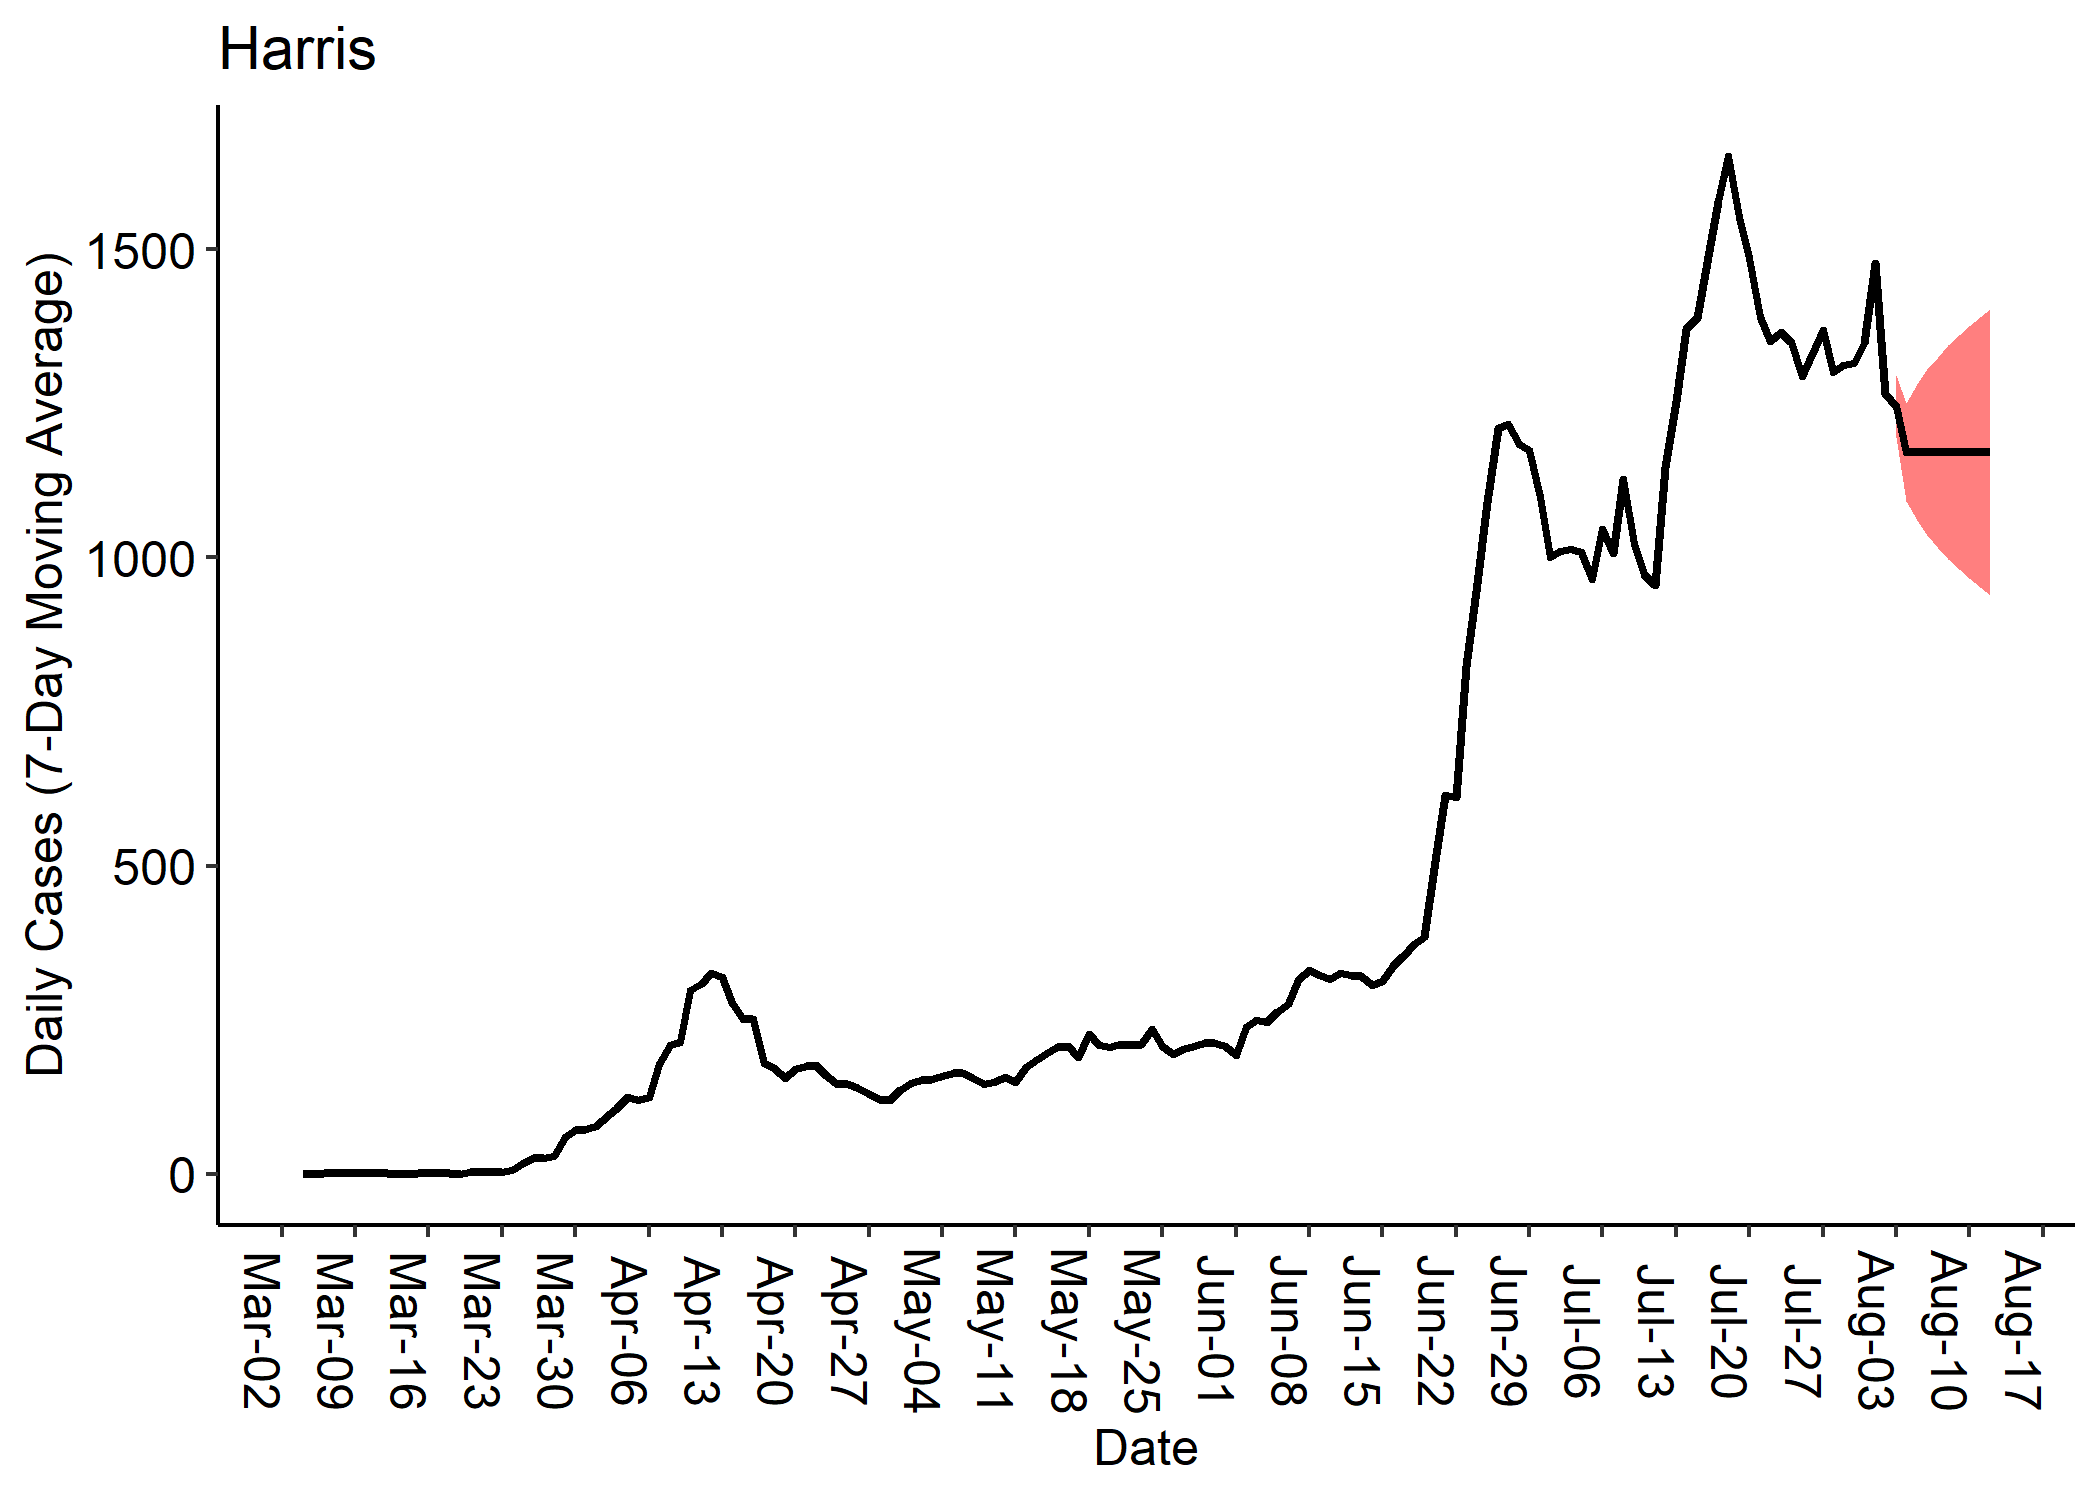 Harris
Daily Cases (7-Day Moving Average)
1500
1000
500
0
Mar-02
Mar-09
Mar-16
Mar-23
Mar-30
Apr-06
Apr-13
Apr-20
Apr-27
May-04
May-11
May-18
May-25
Jun-01
Jun-08
Jun-15
Jun-22
Jun-29
Jul-06
Jul-13
Jul-20
Jul-27
Aug-03
Aug-10
Aug-17
Date